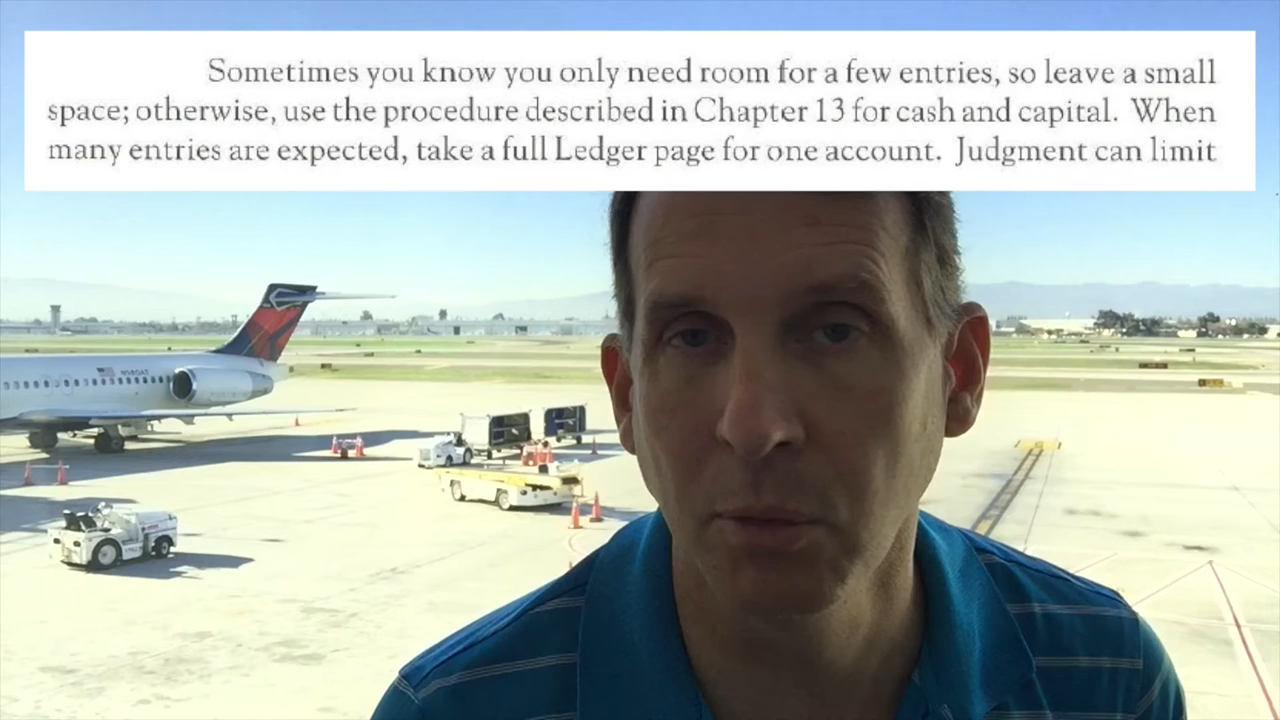 Sometimes you know you only need room for a few entries, so leave a small
space; otherwise, use the procedure described in Chapter 13 for cash and capital.  When
many entries are expected, take a full Ledger page for one account.  Judgment can limit